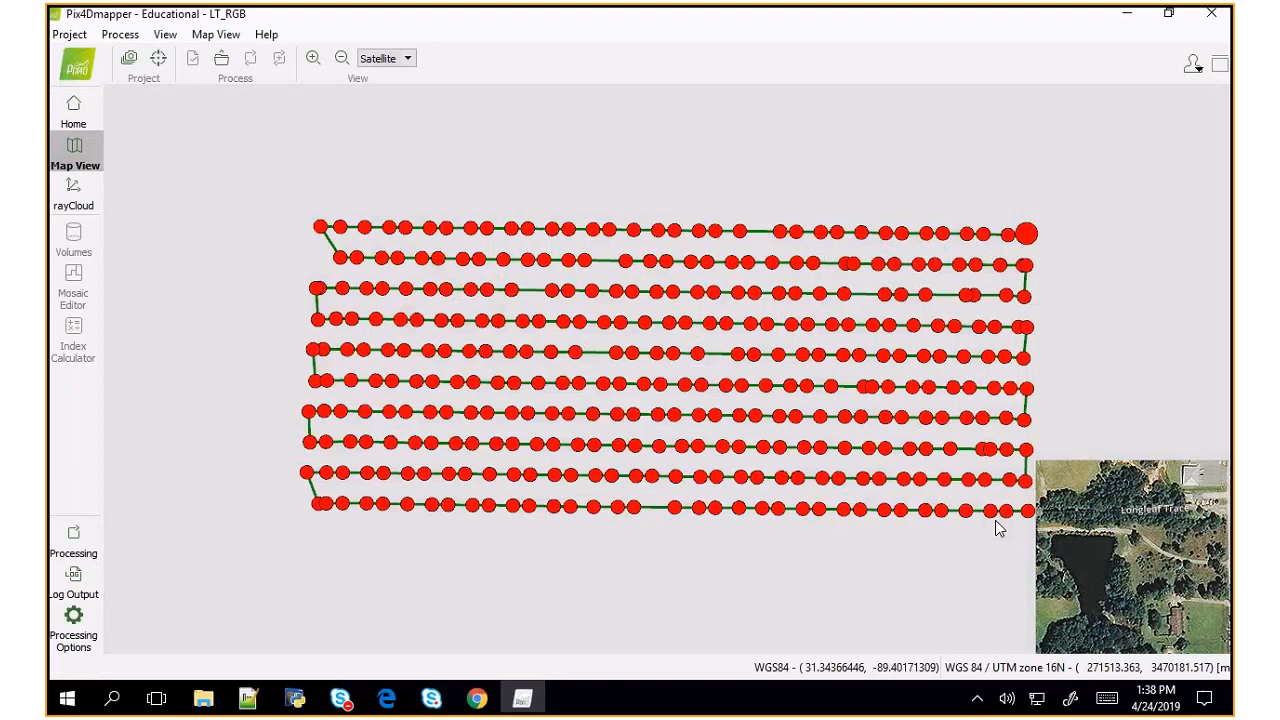 Pix4Dmapper - Educational - LT_RGB
Project Process View Map View Help
Satellite
Project Process View
Home
Map View
rayCloud
Volumes
Mosaic
Editor
Index
Calculator
Longleaf Trace
Processing
Log Output
Processing
Options
WGS84 - ( 31.34366446, -89.40171309) WGS 84 / UTM zone 16N - ( 271513.363, 3470181.517) [m
1:38 PM
4/24/2019